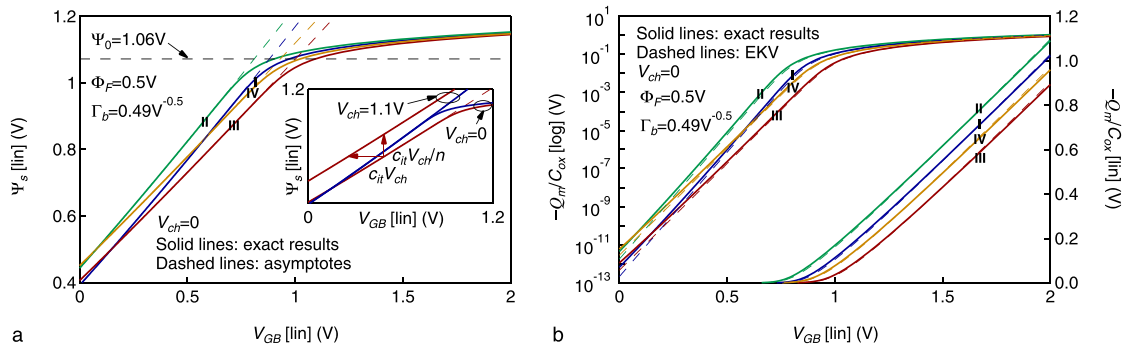 1.2
1.0
0.8
0.6
0.4
Ψs [lin] (V)
Ψ0=1.06V
ΦF=0.5V
Γb=0.49V-0.5
II
I
IV
III
Vch=0
Solid lines: exact results
Dashed lines: asymptotes
1.2
Vch=1.1V
Vch=0
citVch/n
citVch
Ψs [lin] (V)
0
1.2
VGB [lin] (V)
0
0.5
1
1.5
2
VGB [lin] (V)
a
10^1
10^-1
10^-3
10^-5
10^-7
10^-9
10^-11
10^-13
−Qm/Cox [log] (V)
Solid lines: exact results
Dashed lines: EKV
Vch=0
ΦF=0.5V
Γb=0.49V-0.5
II
I
IV
III
II
I
IV
III
1.2
1.0
0.8
0.6
0.4
0.2
0.0
−Qm/Cox [lin] (V)
0
0.5
1
1.5
2
VGB [lin] (V)
b